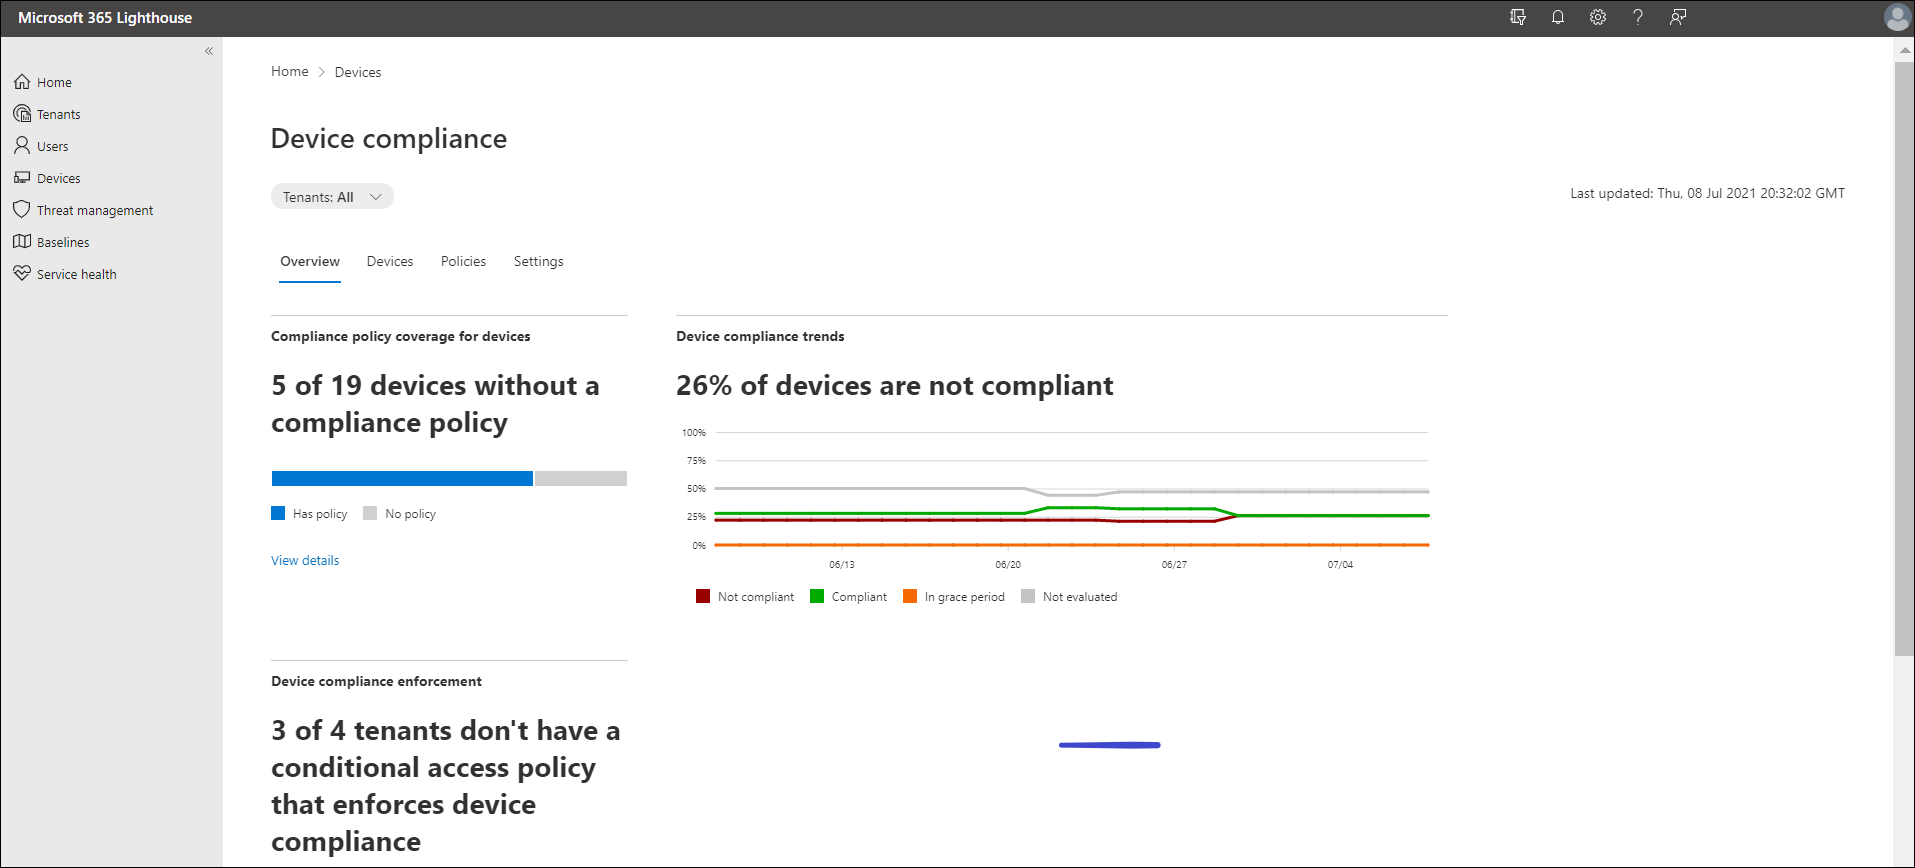 Microsoft 365 Lighthouse
Home
Tenants
Users
Devices
Threat management
Baselines
Service health
Home > Devices
Device compliance
Tenants: All
Last updated: Thu, 08 Jul 2021 20:32:02 GMT
Overview Devices Policies Settings
Compliance policy coverage for devices
5 of 19 devices without a
compliance policy
Has policy No policy
View details
Device compliance trends
26% of devices are not compliant
100%
75%
50%
25%
0%
06/13 06/20 06/27 07/04
Not compliant Compliant In grace period Not evaluated
Device compliance enforcement
3 of 4 tenants don't have a
conditional access policy
that enforces device
compliance